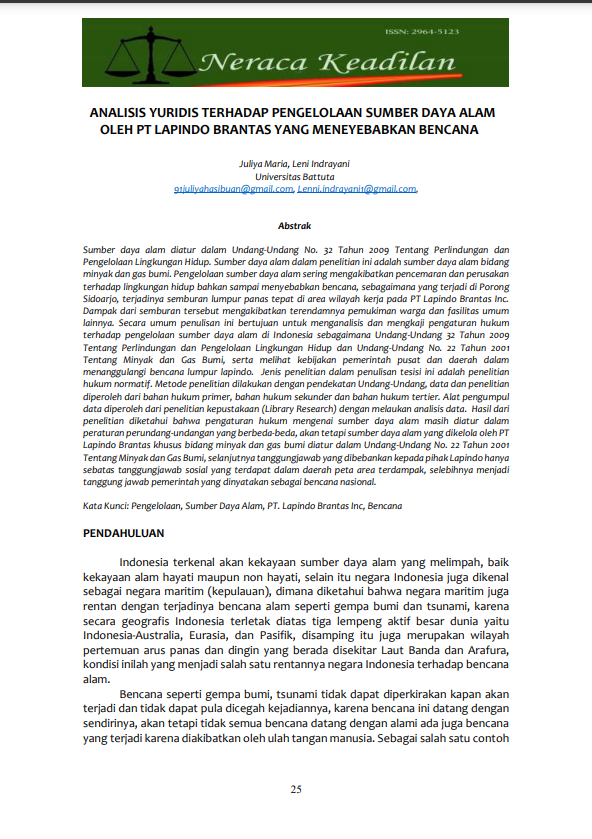 ISSN: 2964-5123
Neraca Keadilan
ANALISIS YURIDIS TERHADAP PENGELOLAAN SUMBER DAYA ALAM
OLEH PT LAPINDO BRANTAS YANG MENEYEBABKAN BENCANA
Juliya Maria, Leni Indrayani
Universitas Battuta
91juliyahasibuan@gmail.com, Lenni.indrayani1@gmail.com,
Abstrak
Sumber daya alam diatur dalam Undang-Undang No. 32 Tahun 2009 Tentang Perlindungan dan
Pengelolaan Lingkungan Hidup. Sumber daya alam dalam penelitian ini adalah sumber daya alam bidang
minyak dan gas bumi. Pengelolaan sumber daya alam sering mengakibatkan pencemaran dan perusakan
terhadap lingkungan hidup bahkan sampai menyebabkan bencana, sebagaimana yang terjadi di Porong
Sidoarjo, terjadinya semburan lumpur panas tepat di area wilayah kerja pada PT Lapindo Brantas Inc.
Dampak dari semburan tersebut mengakibatkan terendamnya pemukiman warga dan fasilitas umum
lainnya. Secara umum penulisan ini bertujuan untuk menganalisis dan mengkaji pengaturan hukum
terhadap pengelolaan sumber daya alam di Indonesia sebagaimana Undang-Undang 32 Tahun 2009
Tentang Perlindungan dan Pengelolaan Lingkungan Hidup dan Undang-Undang No. 22 Tahun 2001
Tentang Minyak dan Gas Bumi, serta melihat kebijakan pemerintah pusat dan daerah dalam
menanggulangi bencana lumpur lapindo. Jenis penelitian dalam penulisan tesisi ini adalah penelitian
hukum normatif. Metode penelitian dilakukan dengan pendekatan Undang-Undang, data dan penelitian
diperoleh dari bahan hukum primer, bahan hukum sekunder dan bahan hukum tertier. Alat pengumpul
data diperoleh dari penelitian kepustakaan (Library Research) dengan melaukan analisis data. Hasil dari
penelitian diketahui bahwa pengaturan hukum mengenai sumber daya alam masih diatur dalam
peraturan perundang-undangan yang berbeda-beda, akan tetapi sumber daya alam yang dikelola oleh PT
Lapindo Brantas khusus bidang minyak dan gas bumi diatur dalam Undang-Undang No. 22 Tahun 2001
Tentang Minyak dan Gas Bumi, selanjutnya tanggungjawab yang dibebankan kepada pihak Lapindo hanya
sebatas tanggungjawab sosial yang terdapat dalam daerah peta area terdampak, selebihnya menjadi
tanggung jawab pemerintah yang dinyatakan sebagai bencana nasional.
Kata Kunci: Pengelolaan, Sumber Daya Alam, PT. Lapindo Brantas Inc, Bencana
PENDAHULUAN
Indonesia terkenal akan kekayaan sumber daya alam yang melimpah, baik
kekayaan alam hayati maupun non hayati, selain itu negara Indonesia juga dikenal
sebagai negara maritim (kepulauan), dimana diketahui bahwa negara maritim juga
rentan dengan terjadinya bencana alam seperti gempa bumi dan tsunami, karena
secara geografis Indonesia terletak diatas tiga lempeng aktif besar dunia yaitu
Indonesia-Australia, Eurasia, dan Pasifik, disamping itu juga merupakan wilayah
pertemuan arus panas dan dingin yang berada disekitar Laut Banda dan Arafura,
kondisi inilah yang menjadi salah satu rentannya negara Indonesia terhadap bencana
alam.
Bencana seperti gempa bumi, tsunami tidak dapat diperkirakan kapan akan
terjadi dan tidak dapat pula dicegah kejadiannya, karena bencana ini datang dengan
sendirinya, akan tetapi tidak semua bencana datang dengan alami ada juga bencana
yang terjadi karena diakibatkan oleh ulah tangan manusia. Sebagai salah satu contoh
25